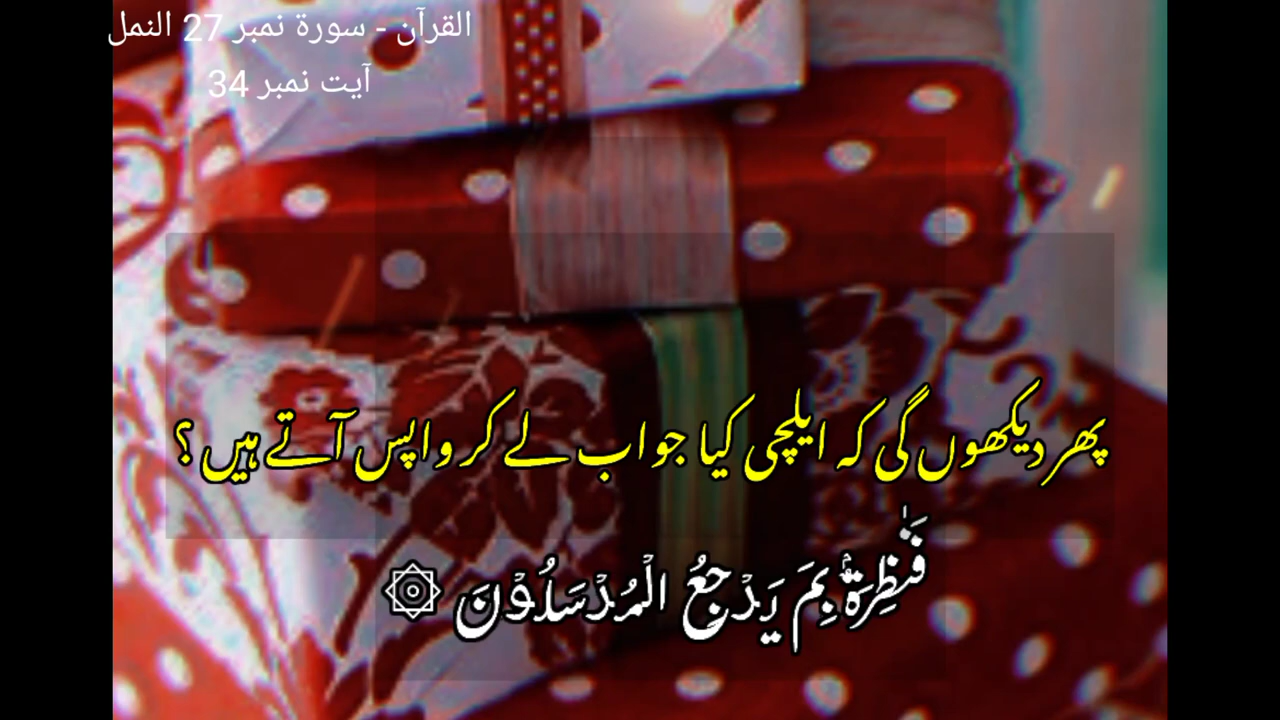 القرآن - سورة نمبر 27 النمل
آیت نمبر 34
پھر دیکھوں گی کہ ایلچی کیا جواب لے کر واپس آتے ہیں؟
فَنٰظِرَةٌۢ بِمَ يَرْجِعُ الْمُرْسَلُوْنَ ۞